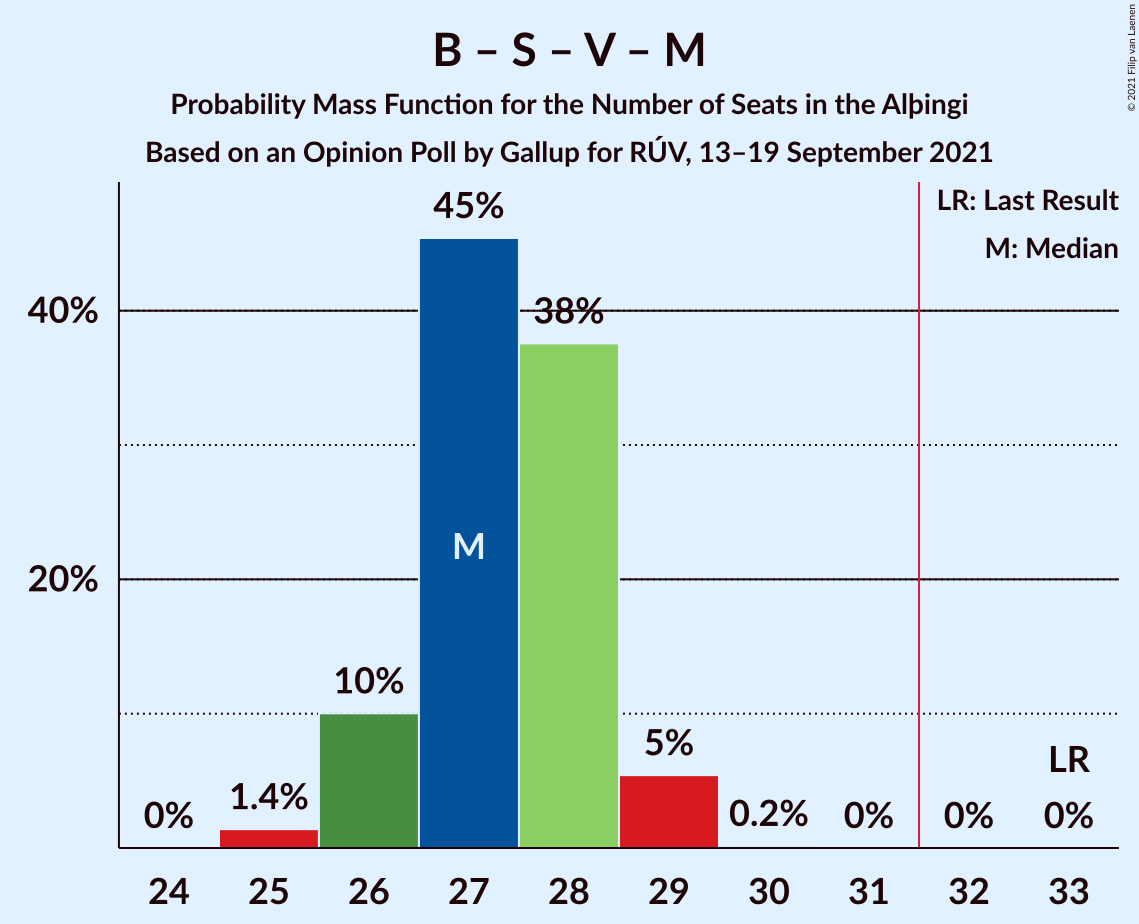 B – S – V – M
Probability Mass Function for the Number of Seats in the Alþingi
Based on an Opinion Poll by Gallup for RÚV, 13–19 September 2021
© 2021 Filip van Laenen
LR: Last Result
M: Median
40%
20%
0%
1.4%
10%
45%
38%
5%
0.2%
0%
0%
0%
M
LR
24 25 26 27 28 29 30 31 32 33